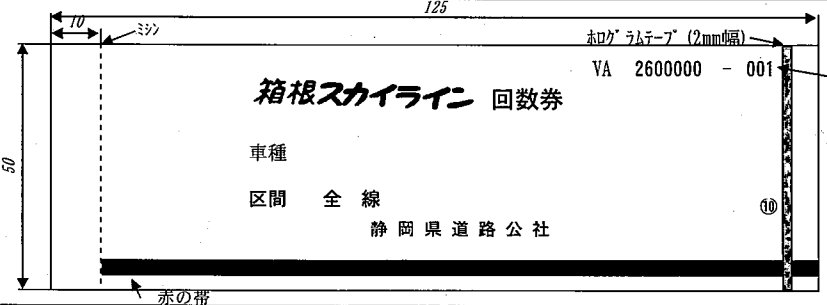 125
10
ミシン
ホログラムテープ (2mm幅)
VA 2600000 - 001
箱根スカイライン 回数券
車種
50
区間 全線
⑩
静岡県道路公社
赤の帯